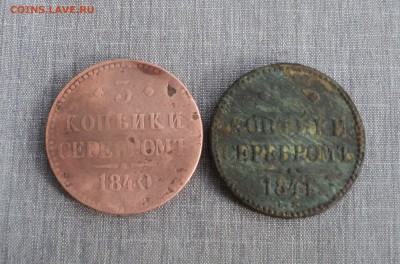 COINS.LAVE.RU
* 3 *
КОПѢЙКИ
СЕРЕБРОМЪ
1840
КОПѢЙКИ
СЕРЕБРОМЪ
1841